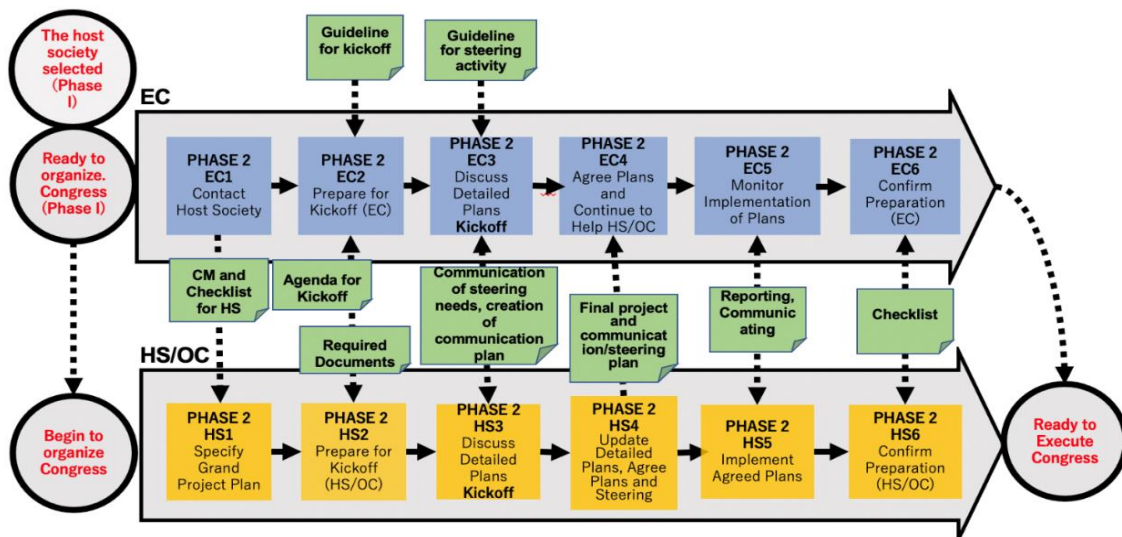 The host
society
selected
(Phase
I)
Guideline
for kickoff
Guideline
for steering
activity
EC
Ready to
organize.
Congress
(Phase I)
PHASE 2
EC1
Contact
Host Society
PHASE 2
EC2
Prepare for
Kickoff (EC)
PHASE 2
EC3
Discuss
Detailed
Plans
Kickoff
PHASE 2
EC4
Agree Plans
and
Continue to
Help HS/OC
PHASE 2
EC5
Monitor
Implementation
of Plans
PHASE 2
EC6
Confirm
Preparation
(EC)
CM and
Checklist
for HS
Agenda for
Kickoff
Required
Documents
Communication
of steering
needs, creation
of
communication
plan
Final project
and
communicat
ion/steering
plan
Reporting,
Communic
ating
Checklist
HS/OC
Begin to
organize
Congress
PHASE 2
HS1
Specify
Grand
Project Plan
PHASE 2
HS2
Prepare for
Kickoff
(HS/OC)
PHASE 2
HS3
Discuss
Detailed
Plans
Kickoff
PHASE 2
HS4
Update
Detailed
Plans, Agree
Plans and
Steering
PHASE 2
HS5
Implement
Agreed Plans
PHASE 2
HS6
Confirm
Preparation
(HS/OC)
Ready to
Execute
Congress